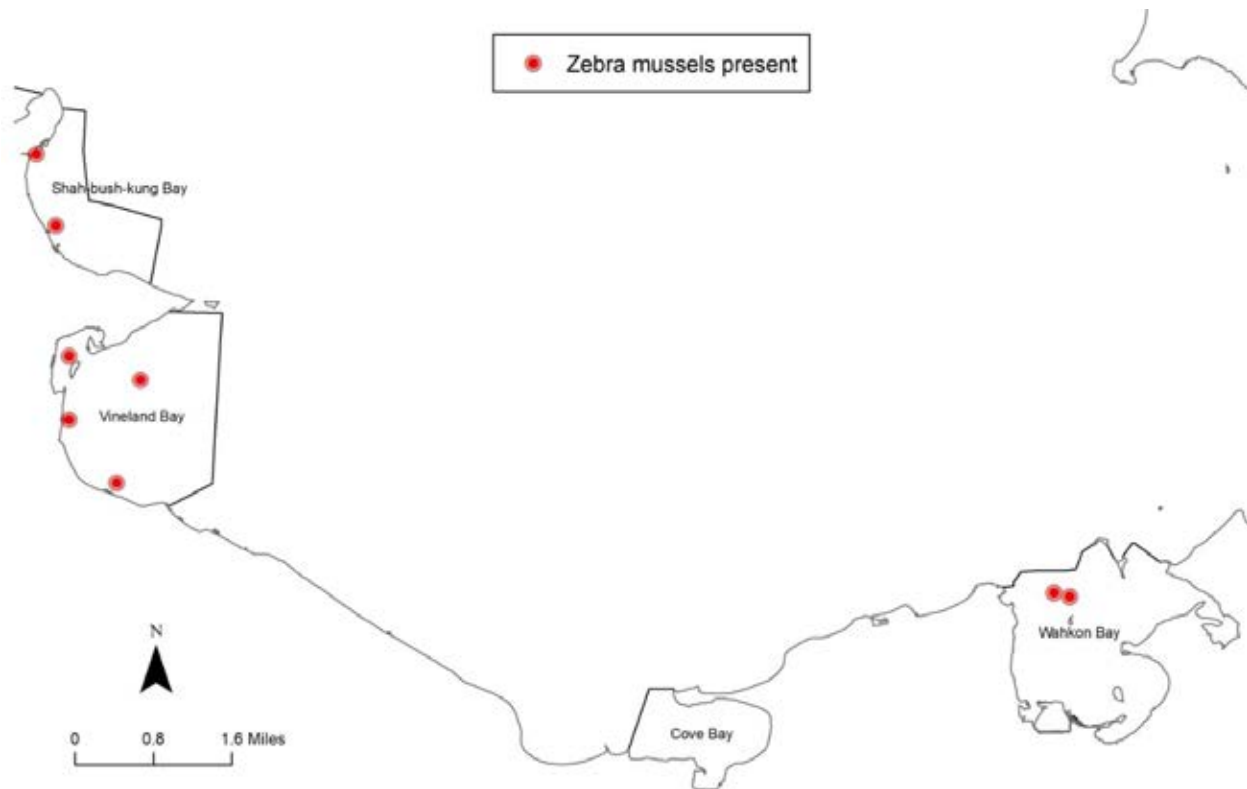 Zebra mussels present
Shah-bush-kung Bay
Vineland Bay
Wahkon Bay
Cove Bay
N
0 0.8 1.6 Miles